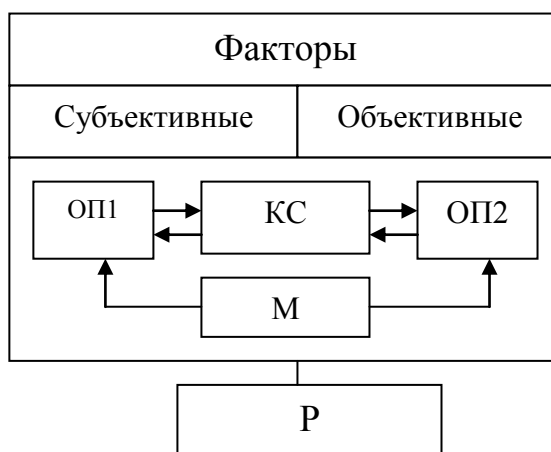 Факторы
Субъективные
Объективные
ОП1
КС
ОП2
М
Р